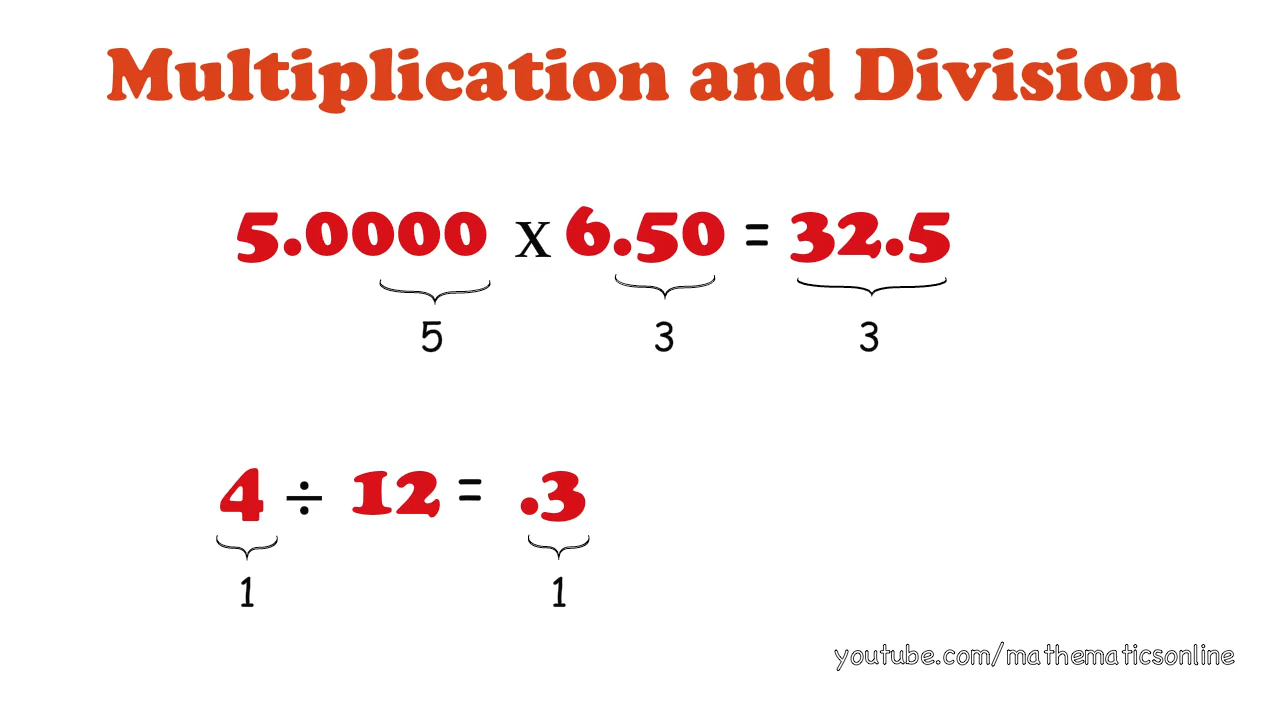 Multiplication and Division
5.0000 x 6.50 = 32.5
5 3 3
4 ÷ 12 = .3
1 1
youtube.com/mathematicsonline